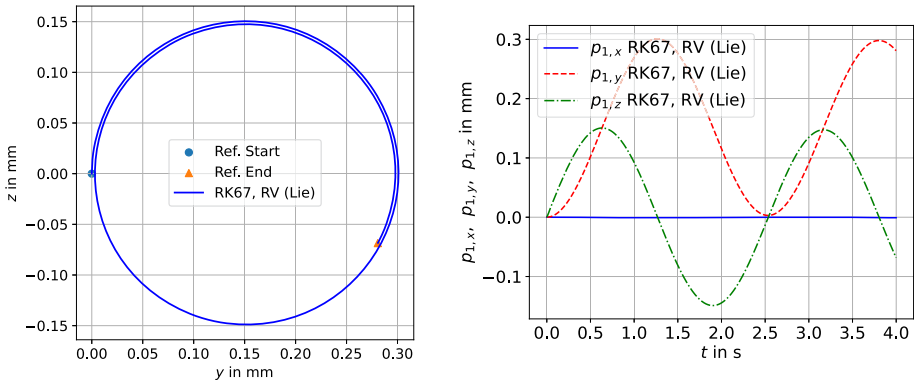 0.15
0.10
0.05
0.00
−0.05
−0.10
−0.15
z in mm
Ref. Start
Ref. End
RK67, RV (Lie)
0.00 0.05 0.10 0.15 0.20 0.25 0.30
y in mm
0.3
0.2
0.1
0.0
−0.1
p1,x, p1,y, p1,z in mm
p1,x RK67, RV (Lie)
p1,y RK67, RV (Lie)
p1,z RK67, RV (Lie)
0.0 0.5 1.0 1.5 2.0 2.5 3.0 3.5 4.0
t in s